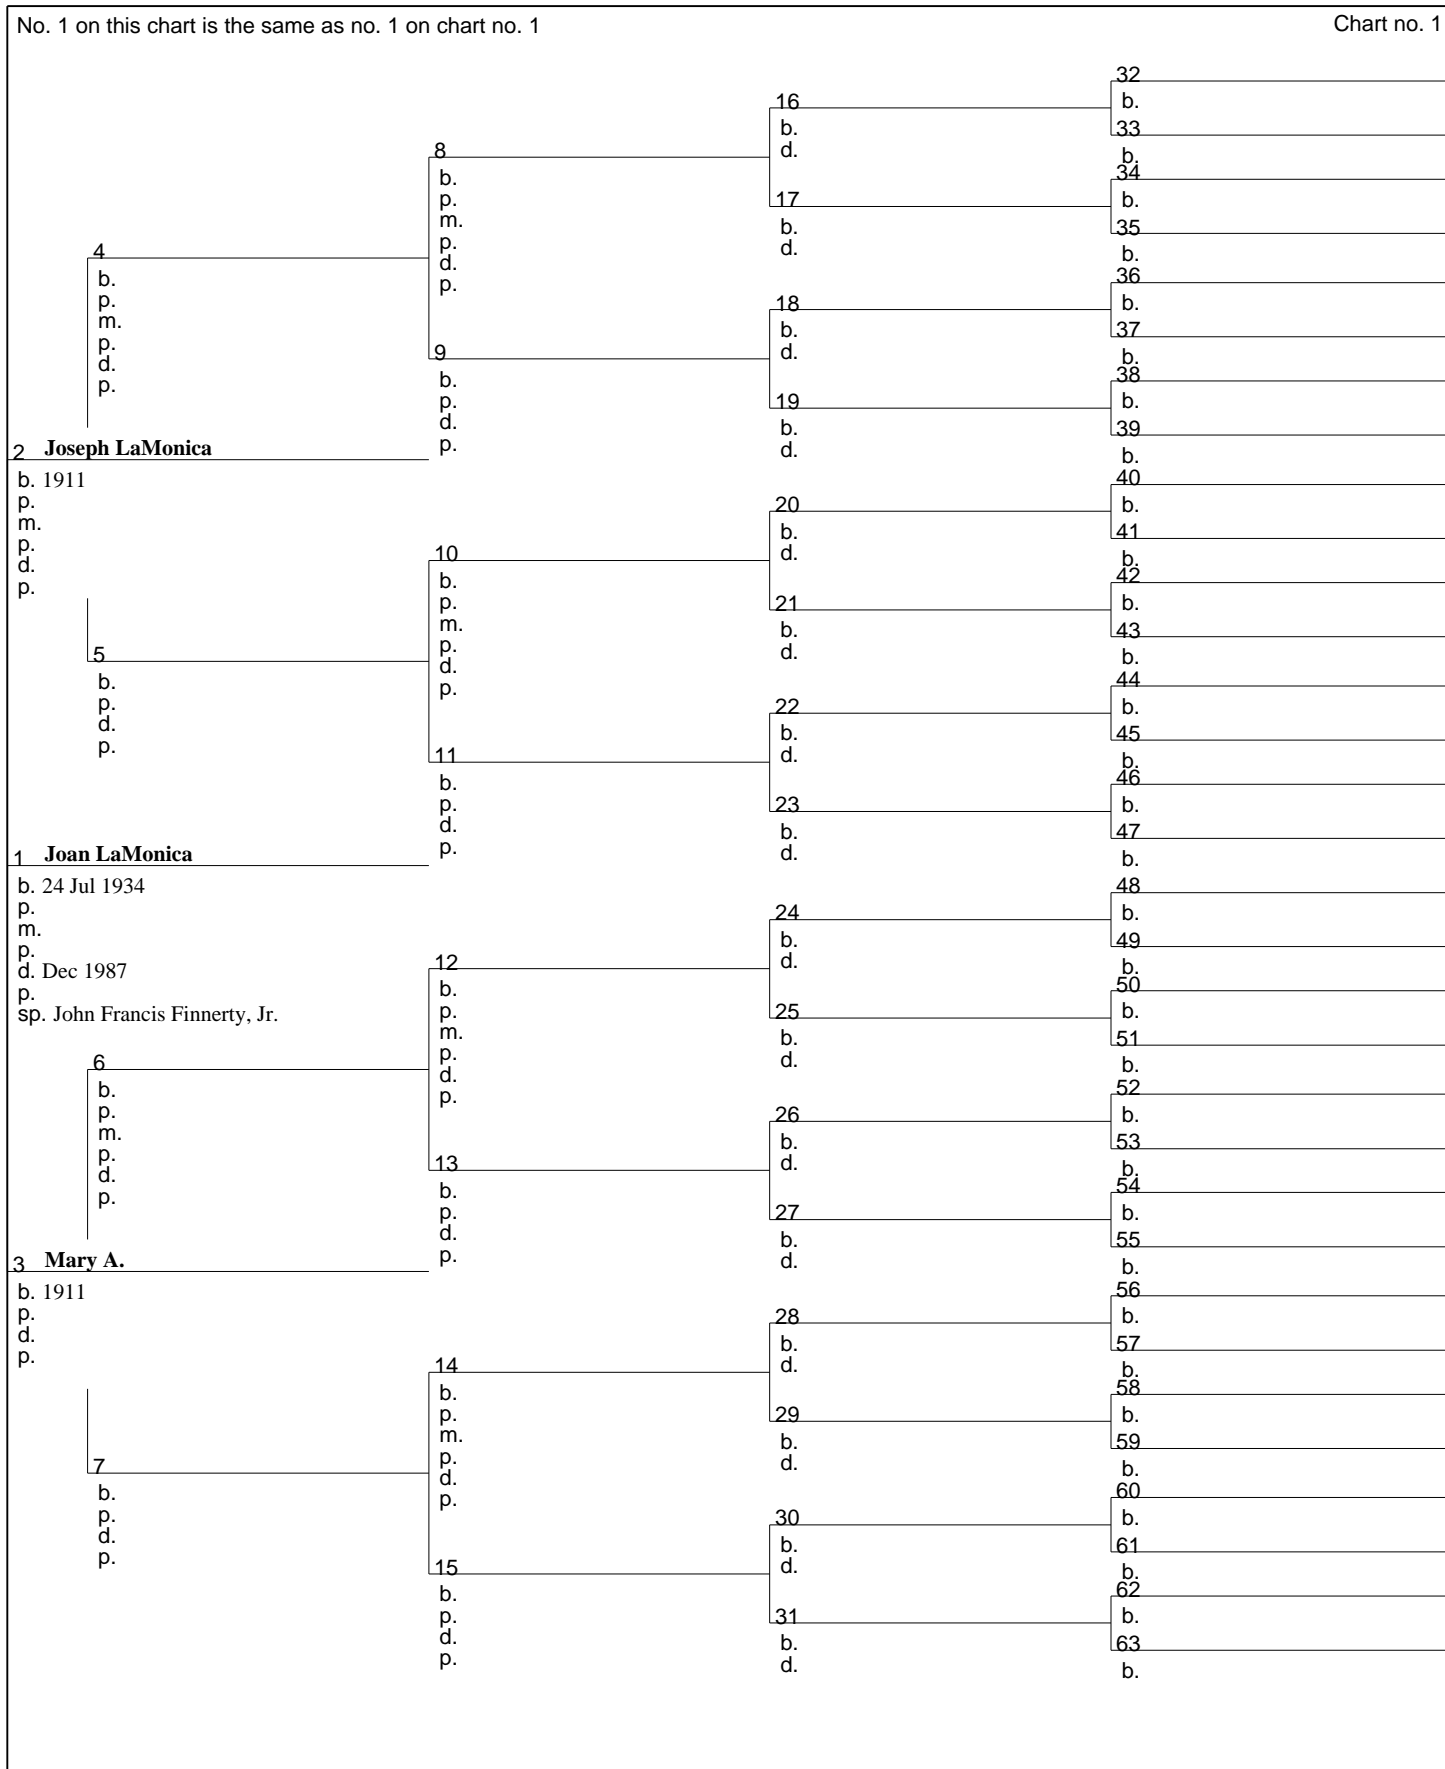 No. 1 on this chart is the same as no. 1 on chart no. 1
Chart no. 1
4
b.
p.
m.
p.
d.
p.
2 Joseph LaMonica
b. 1911
p.
m.
p.
d.
p.
5
b.
p.
d.
p.
1 Joan LaMonica
b. 24 Jul 1934
p.
m.
p.
d. Dec 1987
p.
sp. John Francis Finnerty, Jr.
6
b.
p.
m.
p.
d.
p.
3 Mary A.
b. 1911
p.
d.
p.
7
b.
p.
d.
p.
8
b.
p.
m.
p.
d.
p.
9
b.
p.
d.
p.
10
b.
p.
m.
p.
d.
p.
11
b.
p.
d.
p.
12
b.
p.
m.
p.
d.
p.
13
b.
p.
d.
p.
14
b.
p.
m.
p.
d.
p.
15
b.
p.
d.
p.
16
b.
d.
17
b.
d.
18
b.
d.
19
b.
d.
20
b.
d.
21
b.
d.
22
b.
d.
23
b.
d.
24
b.
d.
25
b.
d.
26
b.
d.
27
b.
d.
28
b.
d.
29
b.
d.
30
b.
d.
31
b.
d.
32
b.
33
b.
34
b.
35
b.
36
b.
37
b.
38
b.
39
b.
40
b.
41
b.
42
b.
43
b.
44
b.
45
b.
46
b.
47
b.
48
b.
49
b.
50
b.
51
b.
52
b.
53
b.
54
b.
55
b.
56
b.
57
b.
58
b.
59
b.
60
b.
61
b.
62
b.
63
b.